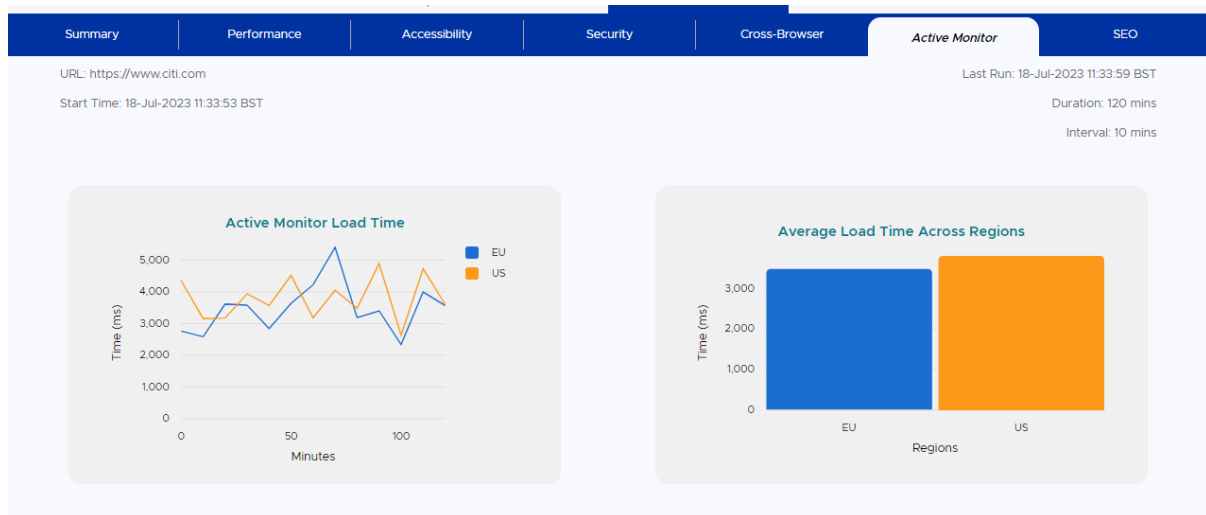 Summary Performance Accessibility Security Cross-Browser Active Monitor SEO
URL: https://www.citi.com
Last Run: 18-Jul-2023 11:33:59 BST
Start Time: 18-Jul-2023 11:33:53 BST
Duration: 120 mins
Interval: 10 mins
Active Monitor Load Time
EU
US
5,000
4,000
3,000
2,000
1,000
0
Time (ms)
0 50 100
Minutes
Average Load Time Across Regions
3,000
2,000
1,000
0
Time (ms)
EU US
Regions